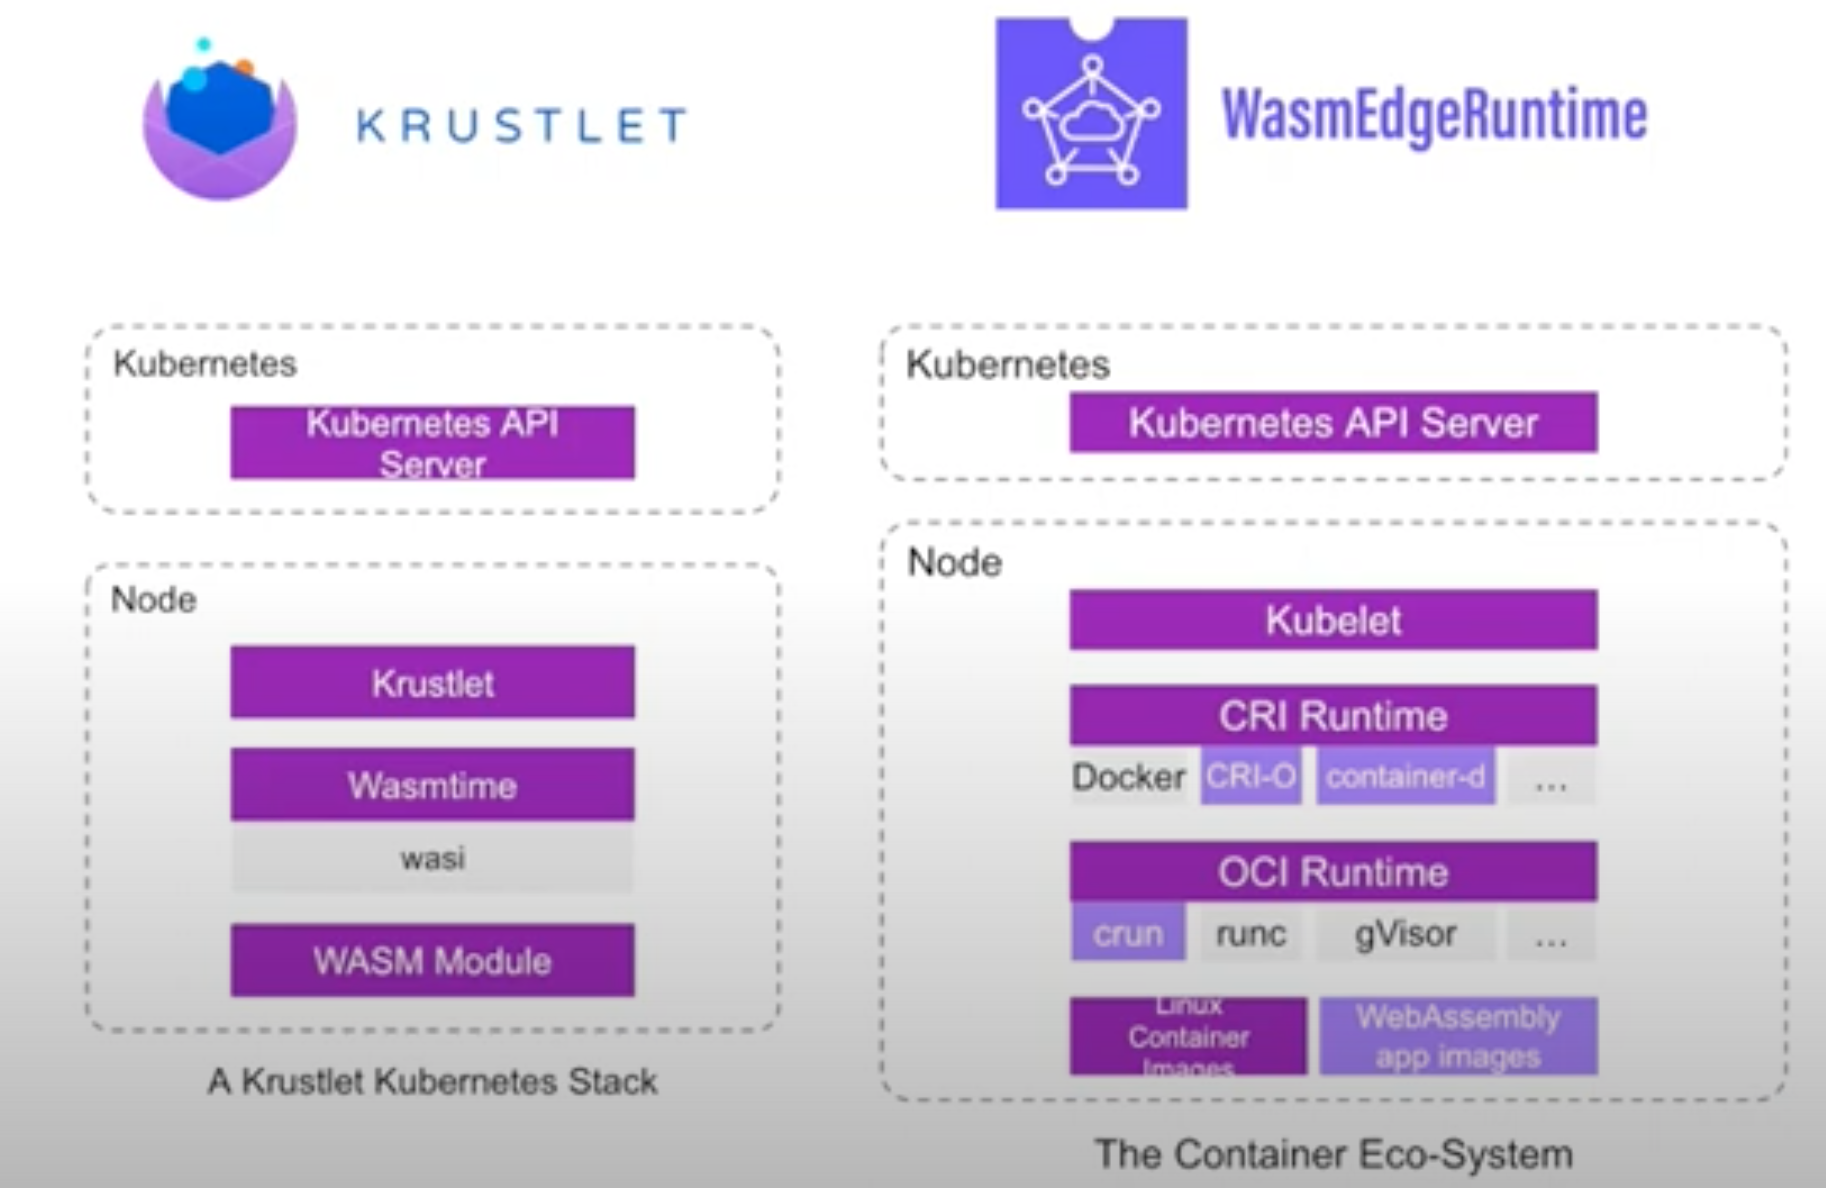 KRUSTLET
WasmEdgeRuntime
Kubernetes
Kubernetes API
Server
Node
Krustlet
Wasmtime
wasi
WASM Module
A Krustlet Kubernetes Stack
Kubernetes
Kubernetes API Server
Node
Kubelet
CRI Runtime
Docker CRI-O container-d ...
OCI Runtime
crun runc gVisor ...
Linux
Container
Images
WebAssembly
app images
The Container Eco-System